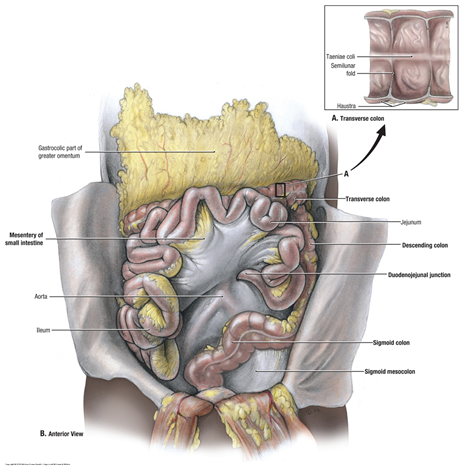 Taeniae coli
Semilunar
fold
Haustra
A. Transverse colon
Gastrocolic part of
greater omentum
A
Transverse colon
Jejunum
Mesentery of
small intestine
Descending colon
Duodenojejunal junction
Aorta
Ileum
Sigmoid colon
Sigmoid mesocolon
B. Anterior View